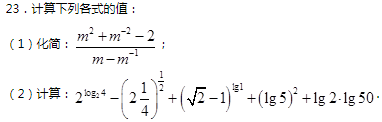 23．计算下列各式的值：
（1）化简：$\frac{m^2+m^{-2}-2}{m-m^{-1}}$；
（2）计算：$2^{\log_2 4}-\left(2\frac{1}{4}\right)^{\frac{1}{2}}+\left(\sqrt{2}-1\right)^{\lg 1}+(\lg 5)^2+\lg 2\cdot\lg 50$.